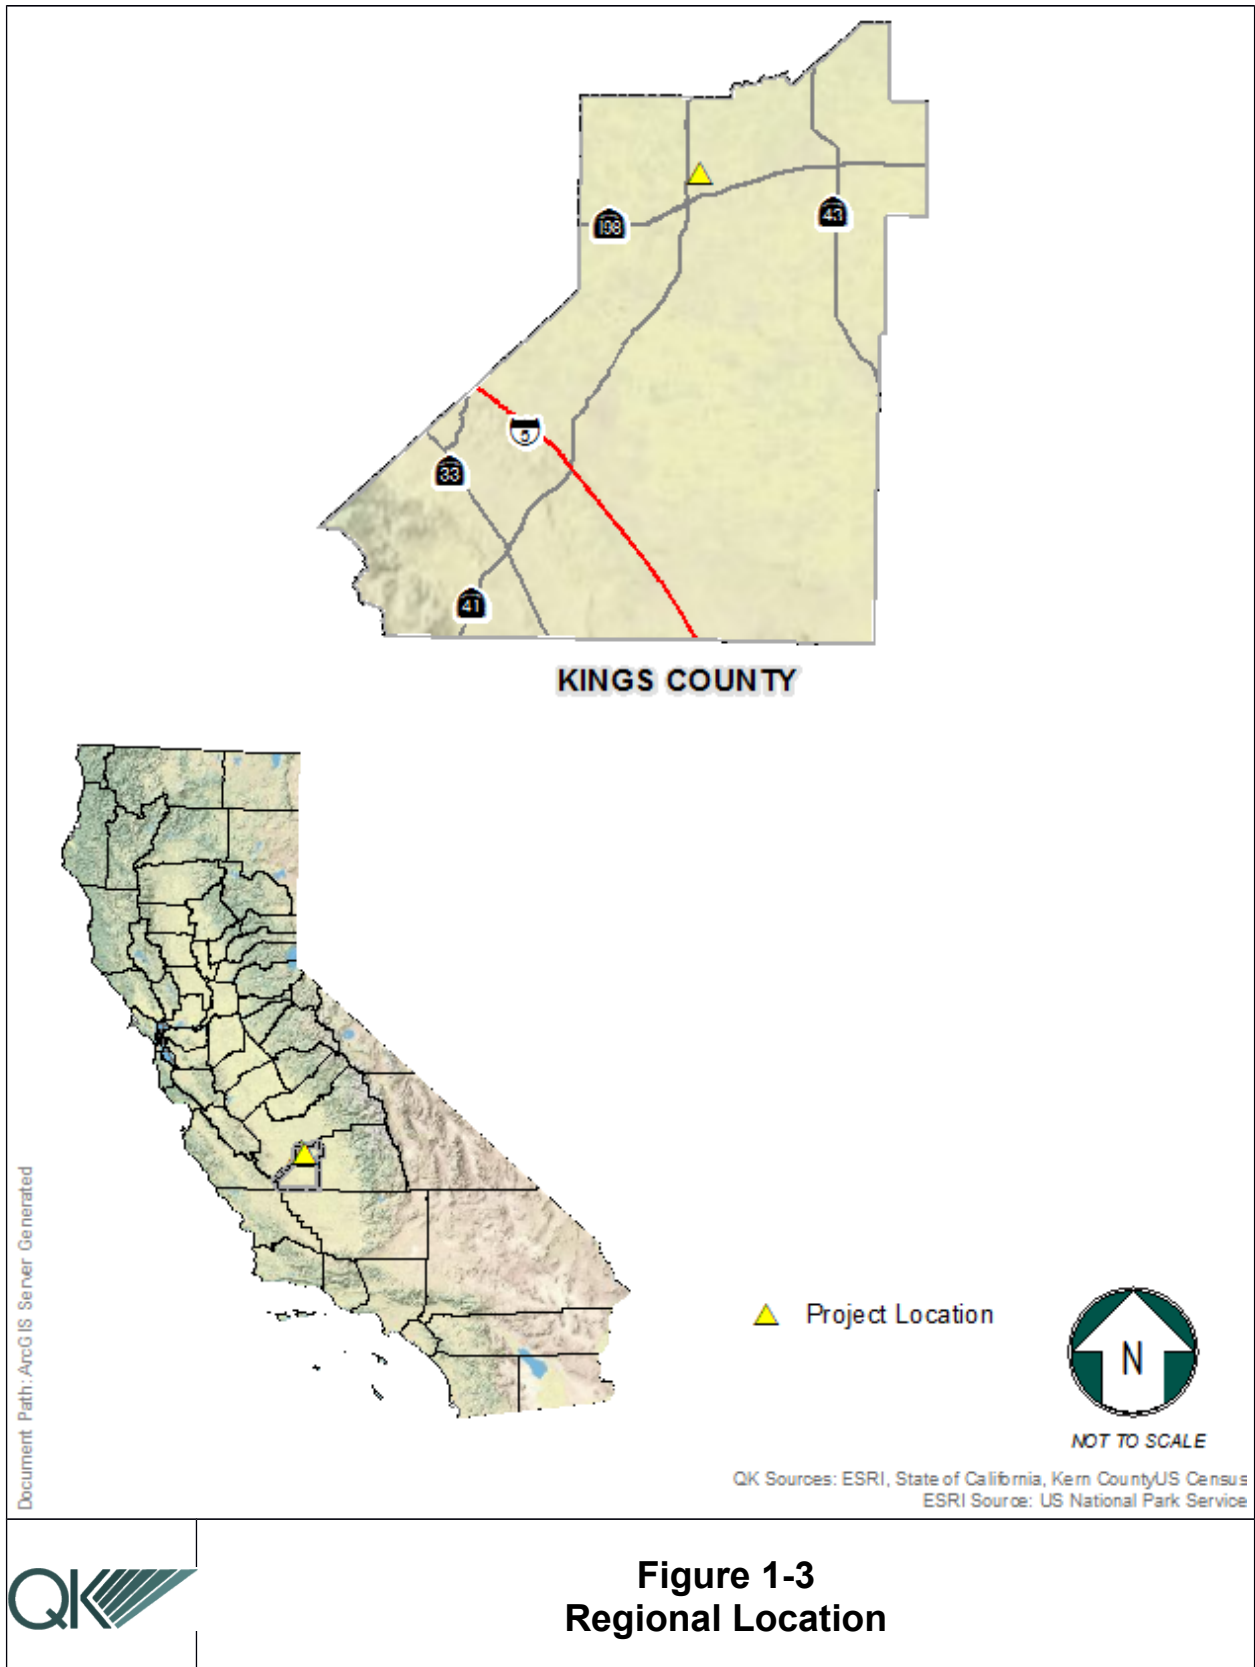 198
43
5
33
41
KINGS COUNTY
Project Location
N
NOT TO SCALE
QK Sources: ESRI, State of California, Kern CountyUS Census
ESRI Source: US National Park Service
Document Path: ArcGIS Server Generated
QK
Figure 1-3
Regional Location